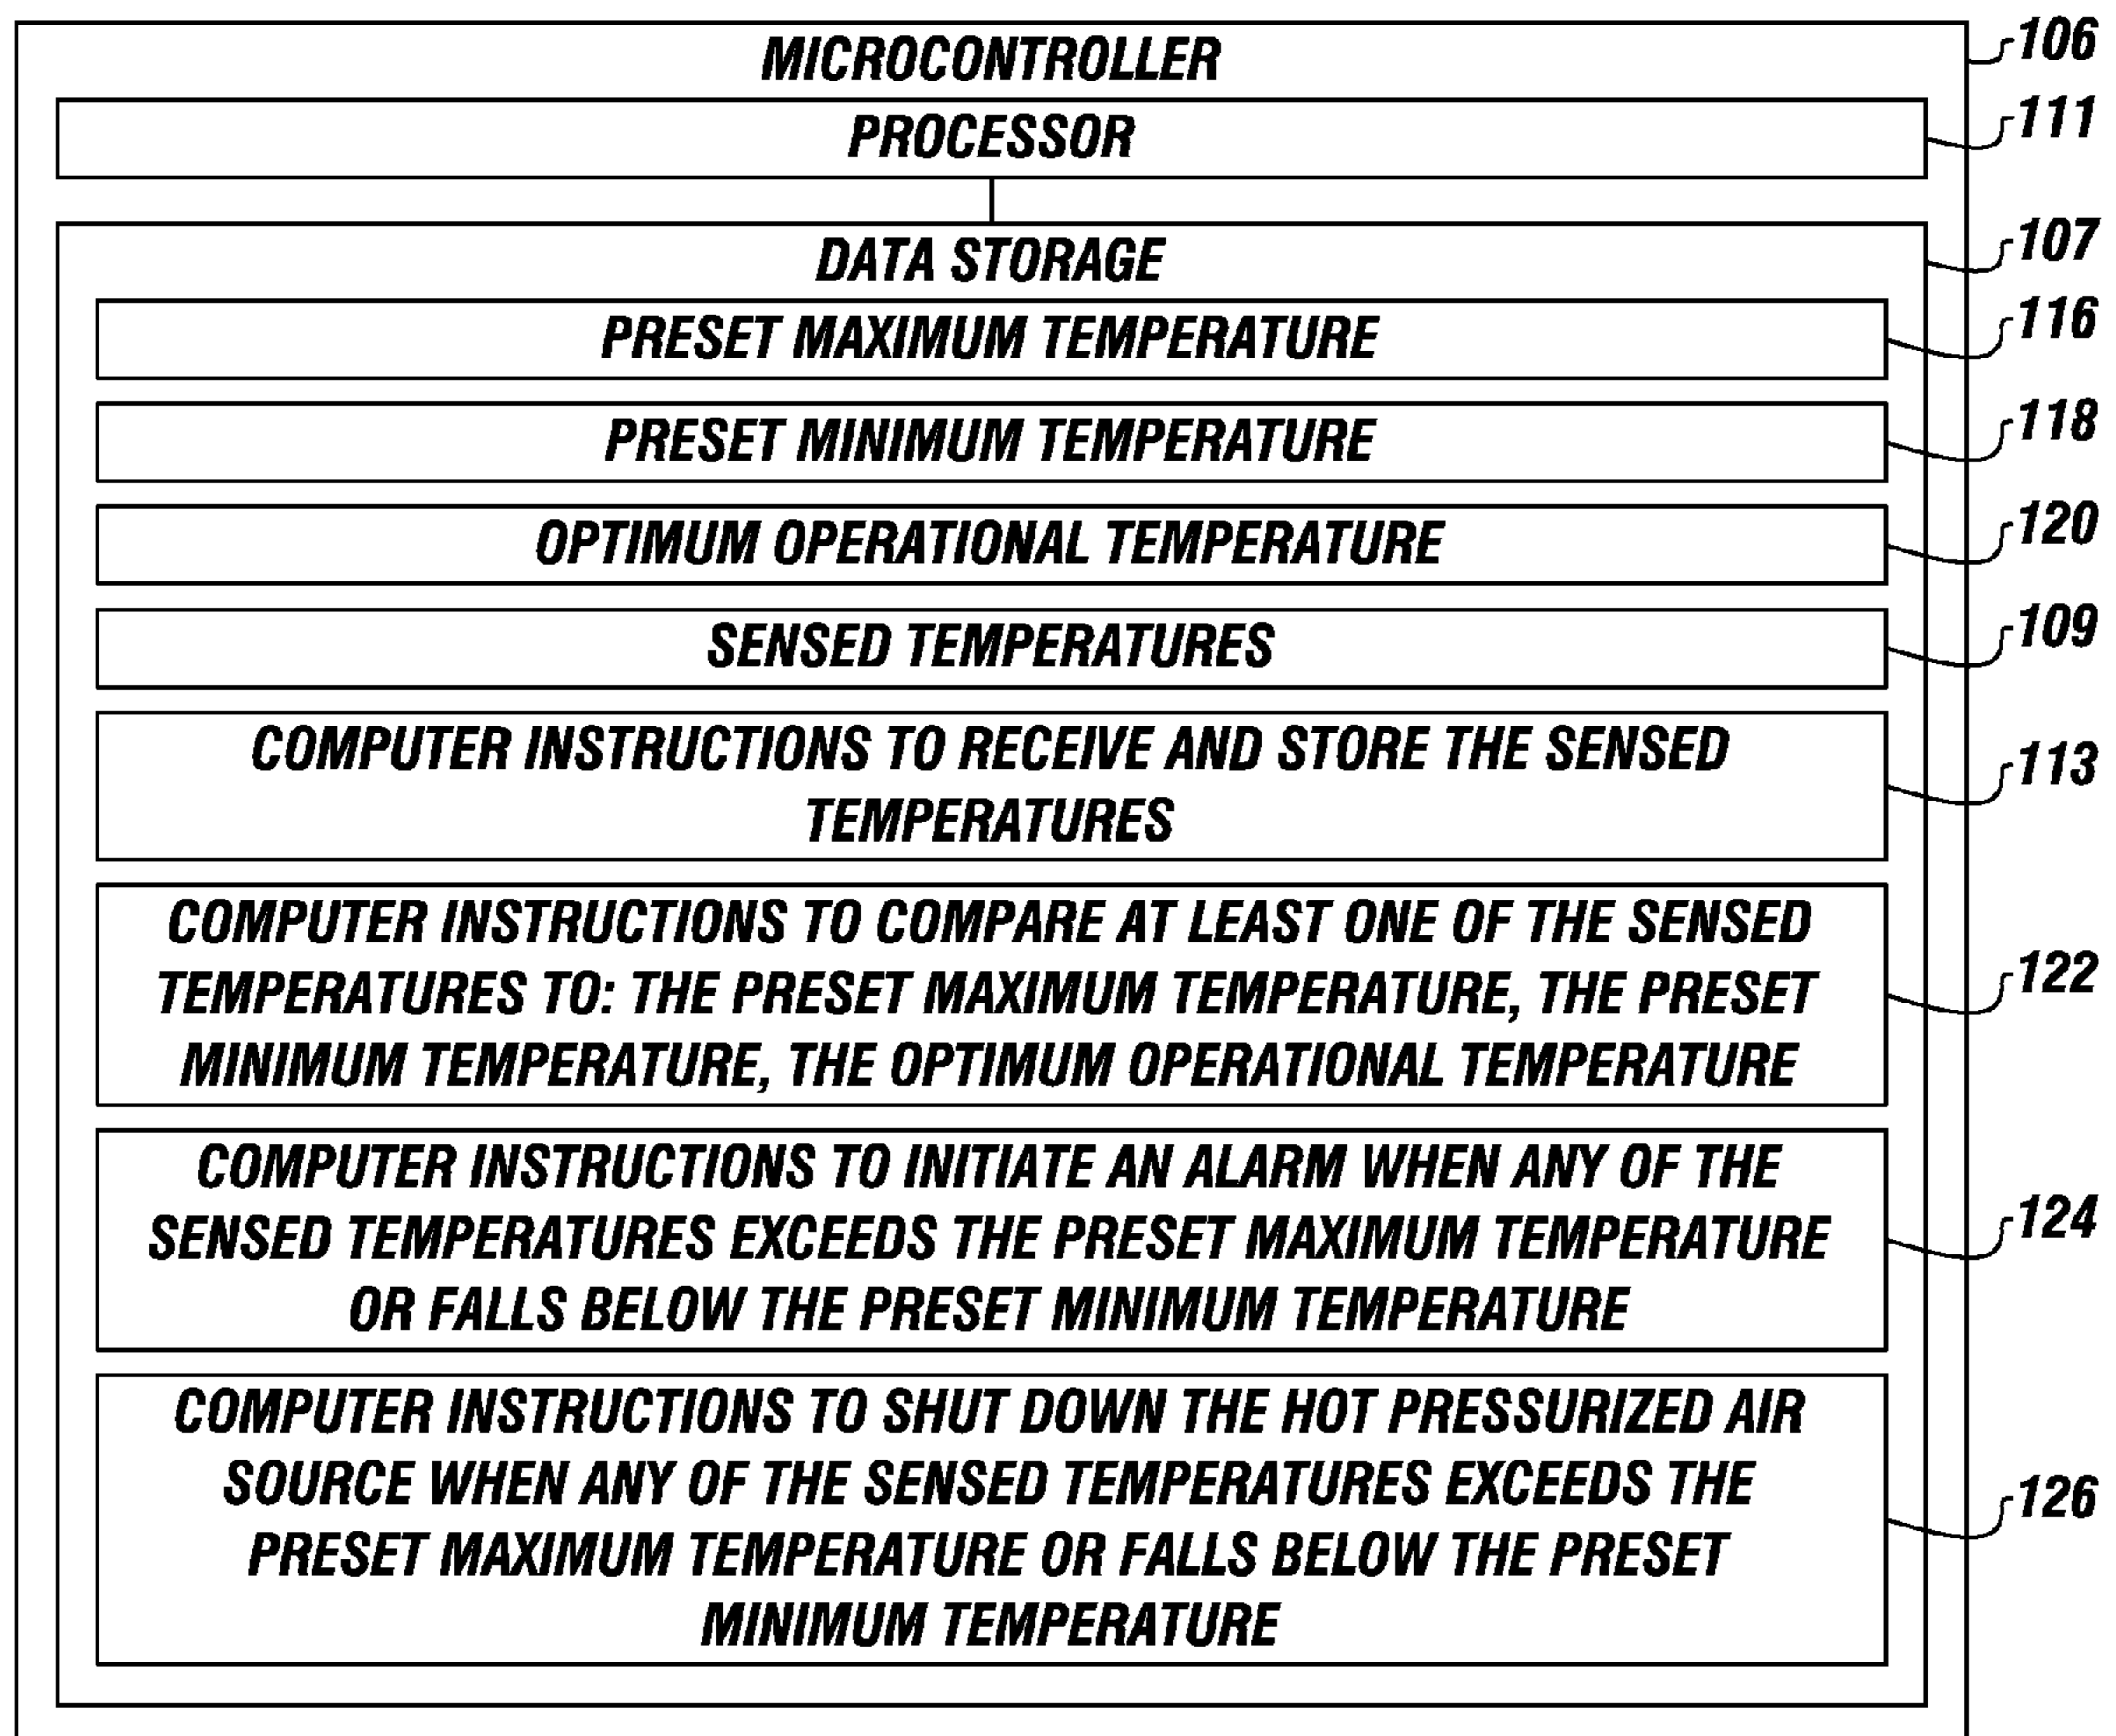 MICROCONTROLLER
106
PROCESSOR
111
DATA STORAGE
107
PRESET MAXIMUM TEMPERATURE
116
PRESET MINIMUM TEMPERATURE
118
OPTIMUM OPERATIONAL TEMPERATURE
120
SENSED TEMPERATURES
109
COMPUTER INSTRUCTIONS TO RECEIVE AND STORE THE SENSED
TEMPERATURES
113
COMPUTER INSTRUCTIONS TO COMPARE AT LEAST ONE OF THE SENSED
TEMPERATURES TO: THE PRESET MAXIMUM TEMPERATURE, THE PRESET
MINIMUM TEMPERATURE, THE OPTIMUM OPERATIONAL TEMPERATURE
122
COMPUTER INSTRUCTIONS TO INITIATE AN ALARM WHEN ANY OF THE
SENSED TEMPERATURES EXCEEDS THE PRESET MAXIMUM TEMPERATURE
OR FALLS BELOW THE PRESET MINIMUM TEMPERATURE
124
COMPUTER INSTRUCTIONS TO SHUT DOWN THE HOT PRESSURIZED AIR
SOURCE WHEN ANY OF THE SENSED TEMPERATURES EXCEEDS THE
PRESET MAXIMUM TEMPERATURE OR FALLS BELOW THE PRESET
MINIMUM TEMPERATURE
126